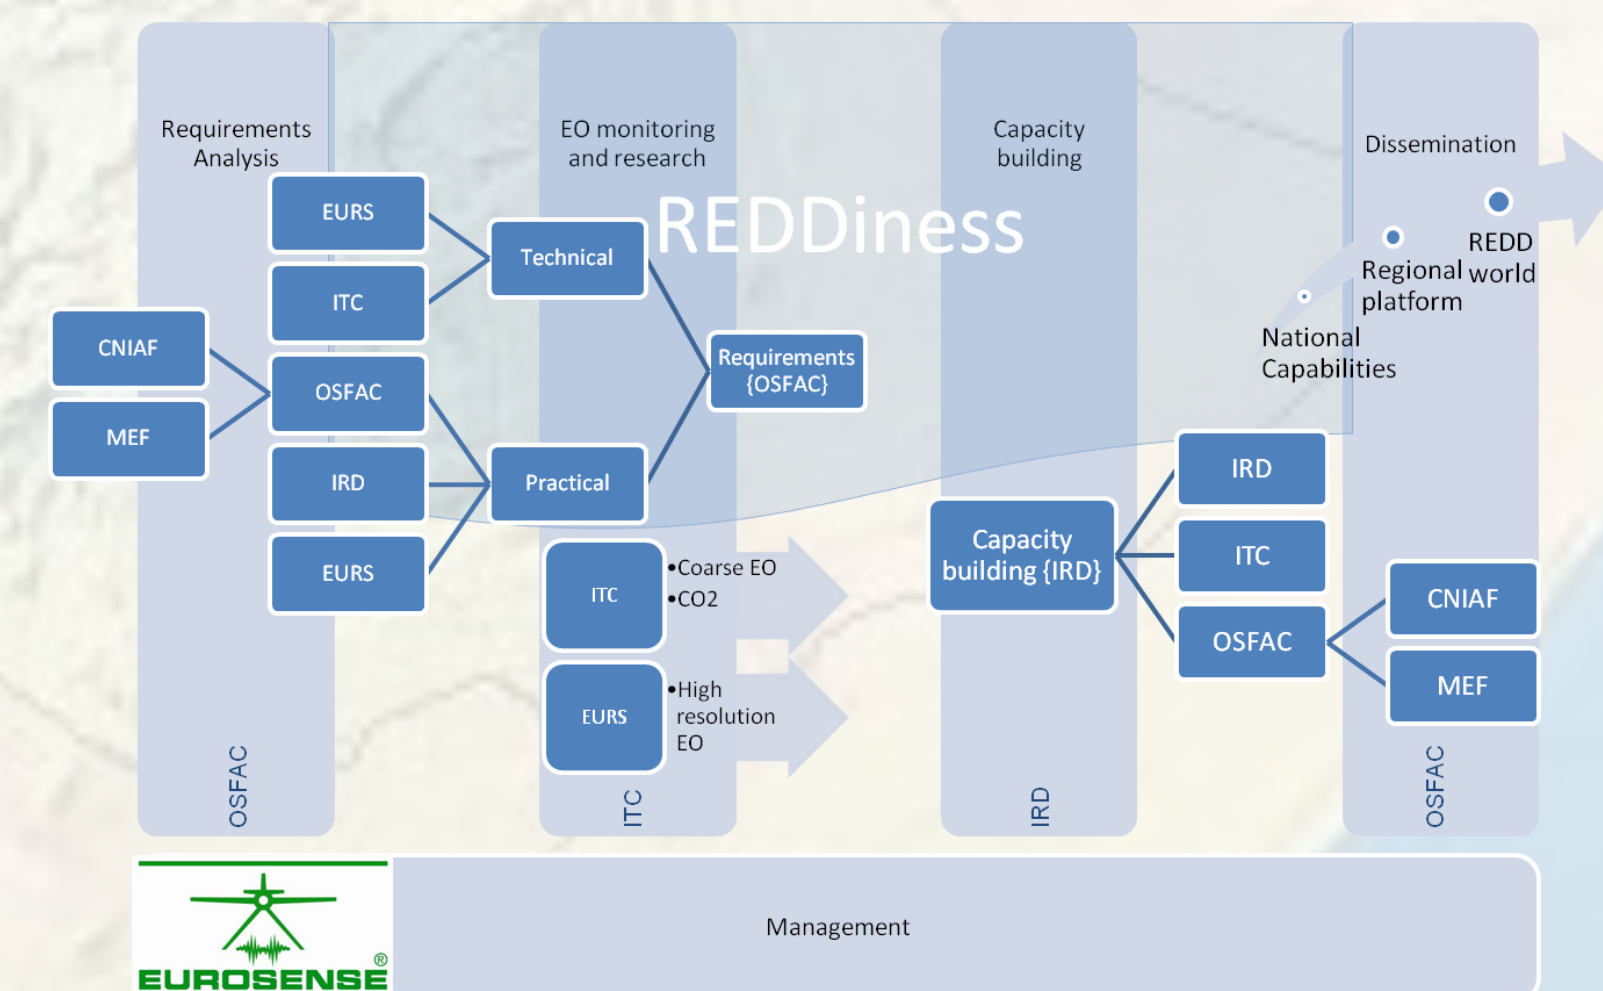 Requirements
Analysis
EO monitoring
and research
Capacity
building
Dissemination
REDDiness
EURS
ITC
OSFAC
IRD
EURS
CNIAF
MEF
Technical
Practical
Requirements
{OSFAC}
ITC
•Coarse EO
•CO2
EURS
•High
resolution
EO
Capacity
building {IRD}
IRD
ITC
OSFAC
CNIAF
MEF
National
Capabilities
Regional
platform
REDD
world
OSFAC
ITC
IRD
OSFAC
EUROSENSE®
Management